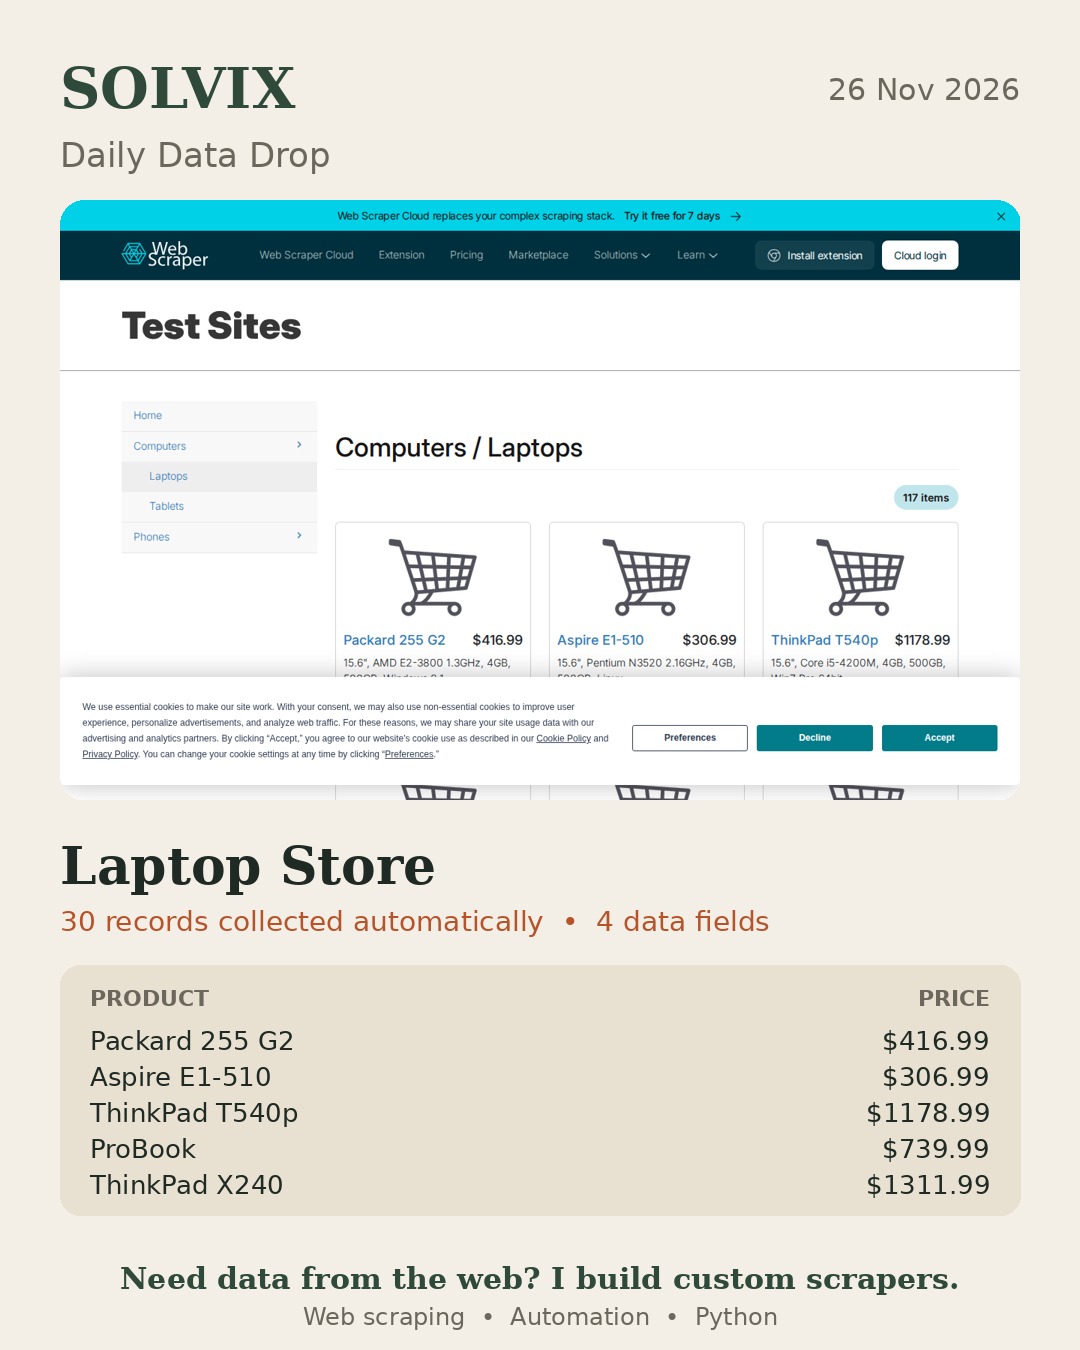 SOLVIX
26 Nov 2026
Daily Data Drop
Web Scraper Cloud replaces your complex scraping stack. Try it free for 7 days →
Web Scraper
Web Scraper Cloud Extension Pricing Marketplace Solutions Learn Install extension Cloud login
Test Sites
Home
Computers
Laptops
Tablets
Phones
Computers / Laptops
117 items
Packard 255 G2 $416.99
15.6", AMD E2-3800 1.3GHz, 4GB,
Aspire E1-510 $306.99
15.6", Pentium N3520 2.16GHz, 4GB,
ThinkPad T540p $1178.99
15.6", Core i5-4200M, 4GB, 500GB,
We use essential cookies to make our site work. With your consent, we may also use non-essential cookies to improve user
experience, personalize advertisements, and analyze web traffic. For these reasons, we may share your site usage data with our
advertising and analytics partners. By clicking “Accept,” you agree to our website's cookie use as described in our Cookie Policy and
Privacy Policy. You can change your cookie settings at any time by clicking “Preferences.”
Preferences Decline Accept
Laptop Store
30 records collected automatically • 4 data fields
PRODUCT PRICE
Packard 255 G2 $416.99
Aspire E1-510 $306.99
ThinkPad T540p $1178.99
ProBook $739.99
ThinkPad X240 $1311.99
Need data from the web? I build custom scrapers.
Web scraping • Automation • Python